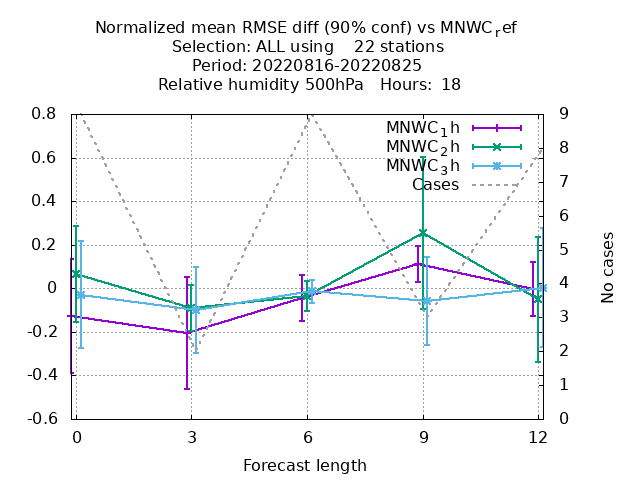 Normalized mean RMSE diff (90% conf) vs MNWC_ref
Selection: ALL using    22 stations
Period: 20220816-20220825
Relative humidity 500hPa   Hours:  18
MNWC_1h
MNWC_2h
MNWC_3h
Cases
0.8
0.6
0.4
0.2
0
-0.2
-0.4
-0.6
9
8
7
6
5
4
3
2
1
0
No cases
0 3 6 9 12
Forecast length